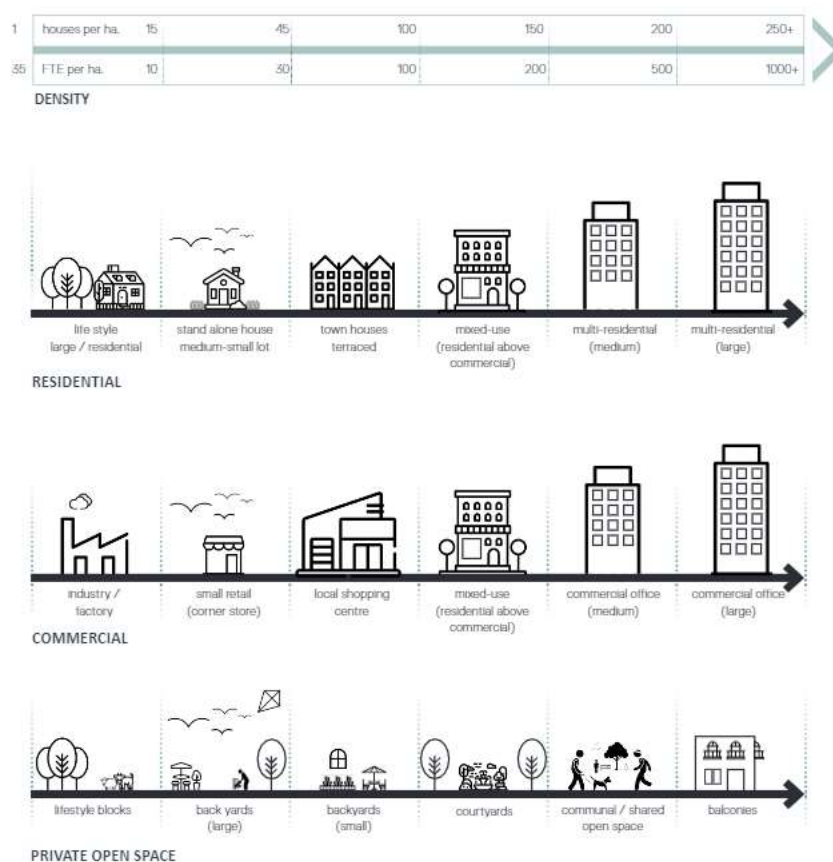 1 houses per ha. 15 45 100 150 200 250+
35 FTE per ha. 10 30 100 200 500 1000+
DENSITY
life style
large / residential
stand alone house
medium-small lot
town houses
terraced
mixed-use
(residential above
commercial)
multi-residential
(medium)
multi-residential
(large)
RESIDENTIAL
industry /
factory
small retail
(corner store)
local shopping
centre
mixed-use
(residential above
commercial)
commercial office
(medium)
commercial office
(large)
COMMERCIAL
lifestyle blocks
back yards
(large)
backyards
(small)
courtyards
communal / shared
open space
balconies
PRIVATE OPEN SPACE